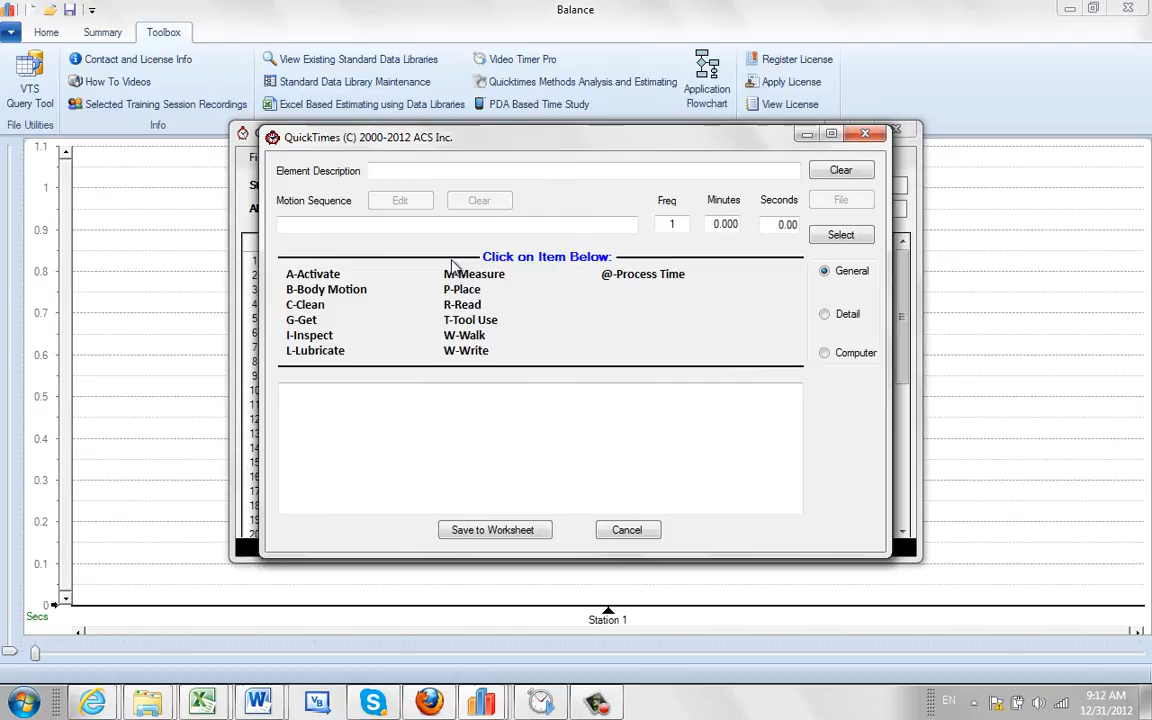 Balance
Home Summary Toolbox
VTS Query Tool
File Utilities
Contact and License Info
How To Videos
Selected Training Session Recordings
Info
View Existing Standard Data Libraries
Standard Data Library Maintenance
Excel Based Estimating using Data Libraries
Video Timer Pro
Quicktimes Methods Analysis and Estimating
PDA Based Time Study
Application Flowchart
Toolbox
Register License
Apply License
View License
QuickTimes (C) 2000-2012 ACS Inc.
Element Description
Clear
Motion Sequence Edit Clear Freq Minutes Seconds File
1 0.000 0.00
Select
Click on Item Below:
A-Activate M-Measure @-Process Time General
B-Body Motion P-Place
C-Clean R-Read
G-Get T-Tool Use Detail
I-Inspect W-Walk
L-Lubricate W-Write Computer
Save to Worksheet Cancel
1.1
1
0.9
0.8
0.7
0.6
0.5
0.4
0.3
0.2
0.1
0
Secs
Station 1
EN
9:12 AM
12/31/2012